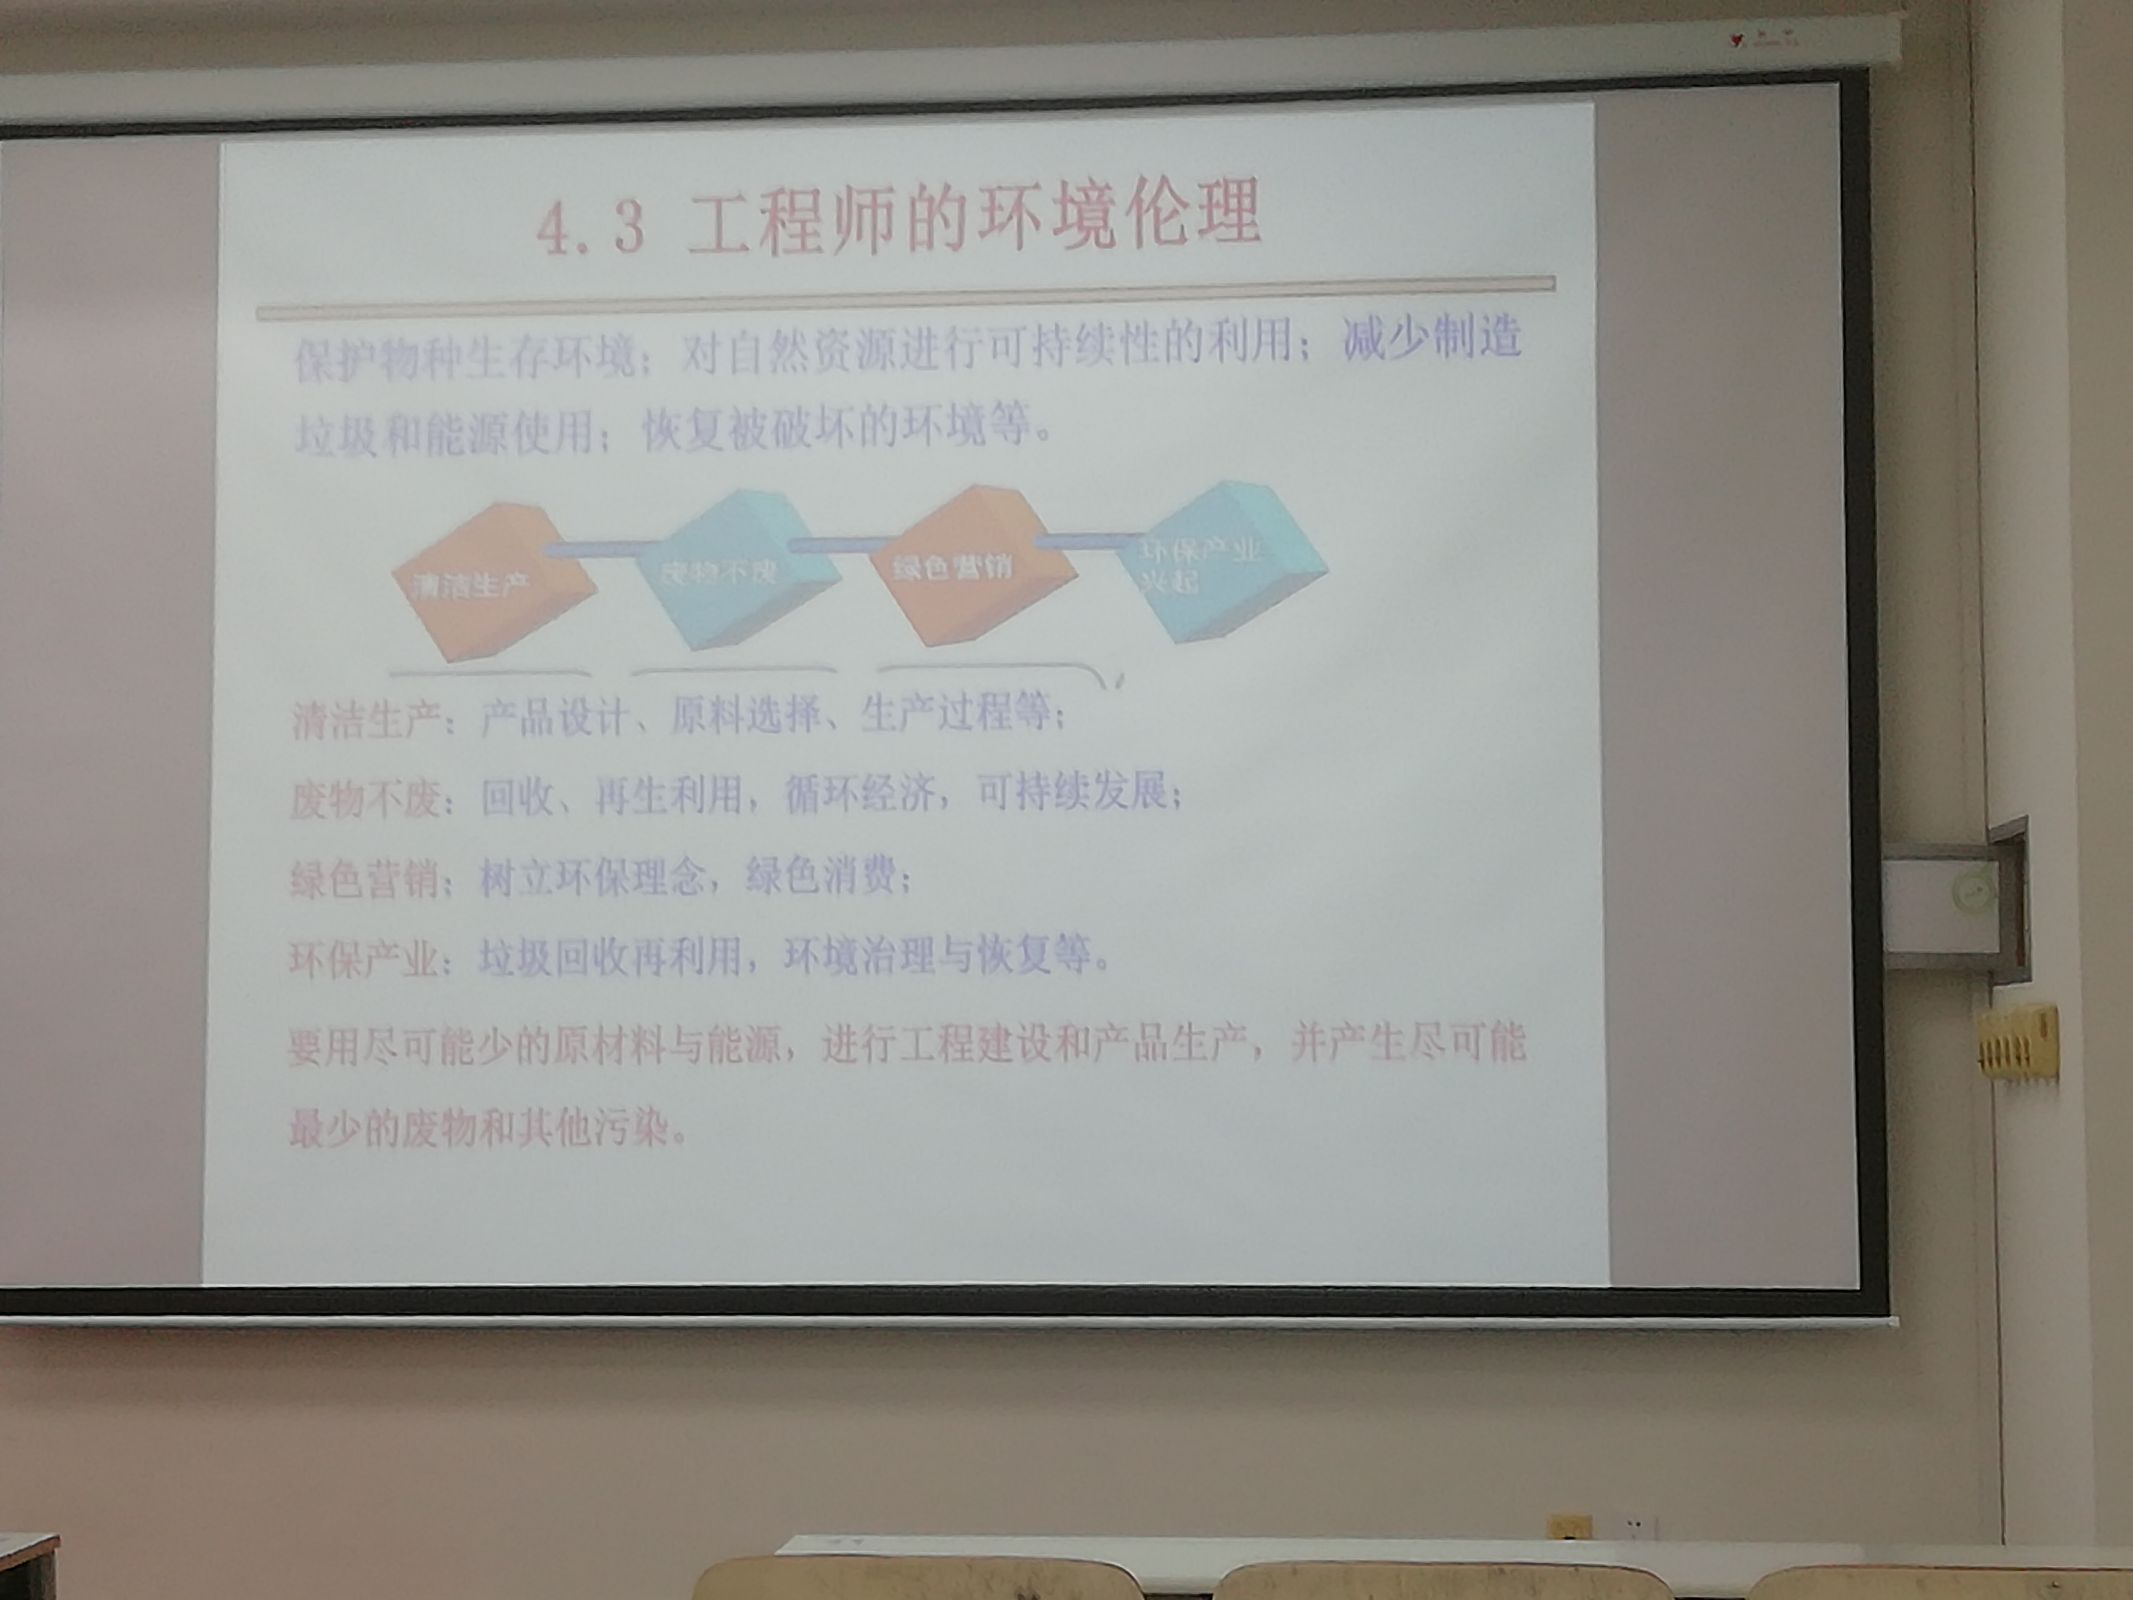 4.3 工程师的环境伦理
保护物种生存环境；对自然资源进行可持续性的利用；减少制造
垃圾和能源使用；恢复被破坏的环境等。
清洁生产
废物不废
绿色营销
环保产业
兴起
清洁生产：产品设计、原料选择、生产过程等；
废物不废：回收、再生利用，循环经济，可持续发展；
绿色营销：树立环保理念，绿色消费；
环保产业：垃圾回收再利用，环境治理与恢复等。
要用尽可能少的原材料与能源，进行工程建设和产品生产，并产生尽可能
最少的废物和其他污染。